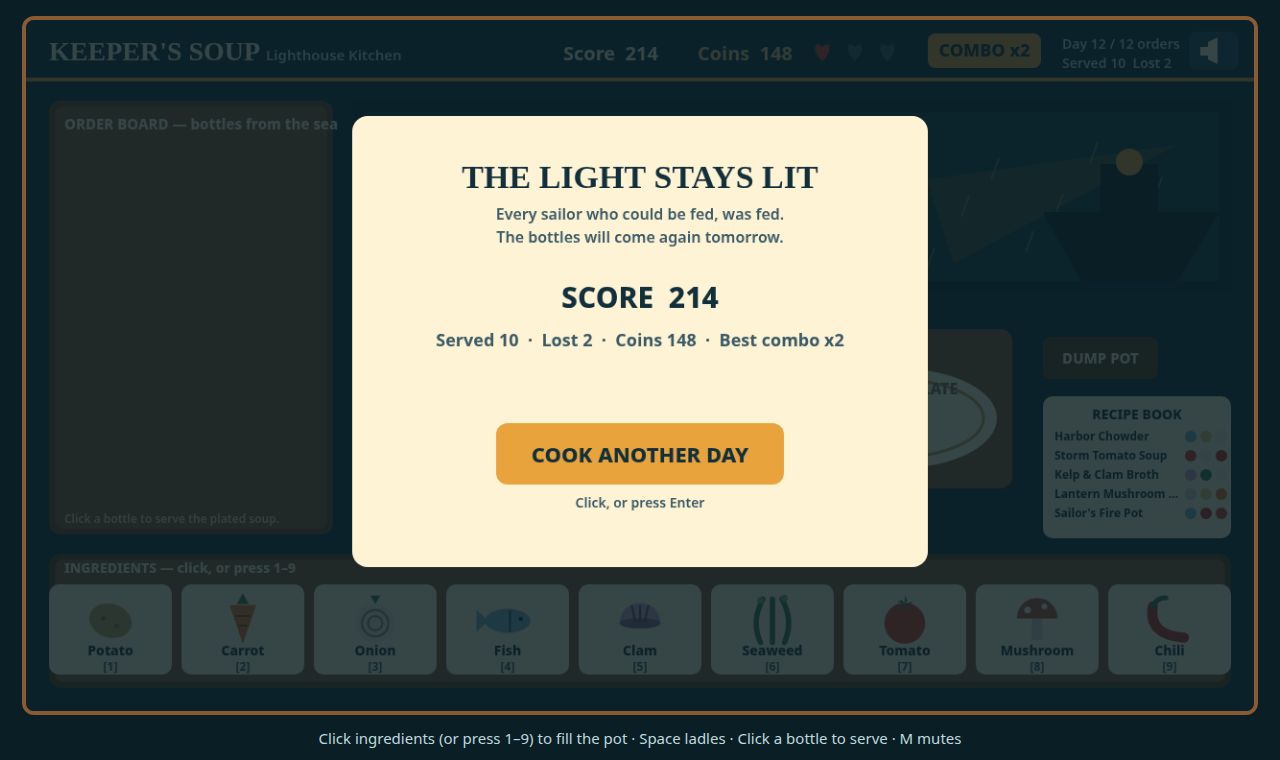 KEEPER'S SOUP Lighthouse Kitchen
Score 214
Coins 148
COMBO x2
Day 12 / 12 orders
Served 10 Lost 2
ORDER BOARD — bottles from the sea
Click a bottle to serve the plated soup.
THE LIGHT STAYS LIT
Every sailor who could be fed, was fed.
The bottles will come again tomorrow.
SCORE 214
Served 10 · Lost 2 · Coins 148 · Best combo x2
COOK ANOTHER DAY
Click, or press Enter
DUMP POT
RECIPE BOOK
Harbor Chowder
Storm Tomato Soup
Kelp & Clam Broth
Lantern Mushroom ...
Sailor's Fire Pot
INGREDIENTS — click, or press 1–9
Potato
[1]
Carrot
[2]
Onion
[3]
Fish
[4]
Clam
[5]
Seaweed
[6]
Tomato
[7]
Mushroom
[8]
Chili
[9]
Click ingredients (or press 1–9) to fill the pot · Space ladles · Click a bottle to serve · M mutes